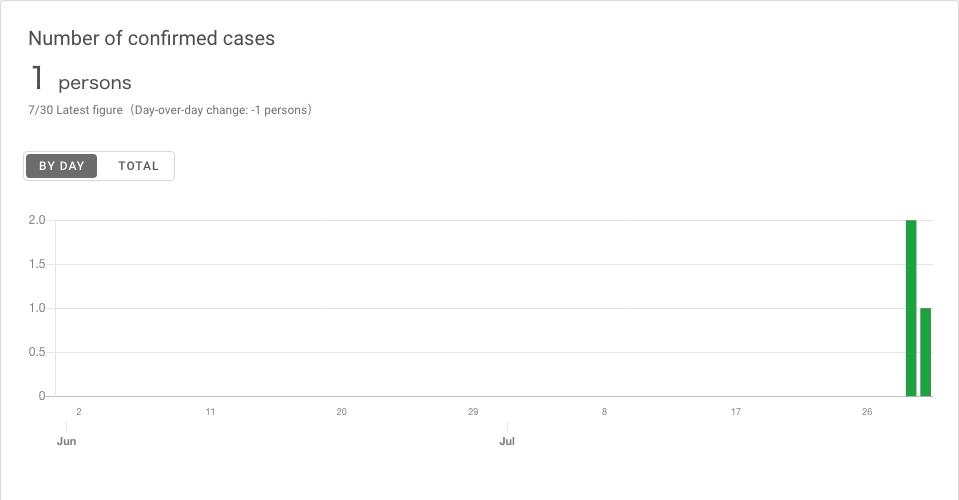 Number of confirmed cases
1 persons
7/30 Latest figure（Day-over-day change: -1 persons）
BY DAY TOTAL
2.0
1.5
1.0
0.5
0
2 11 20 29 8 17 26
Jun Jul